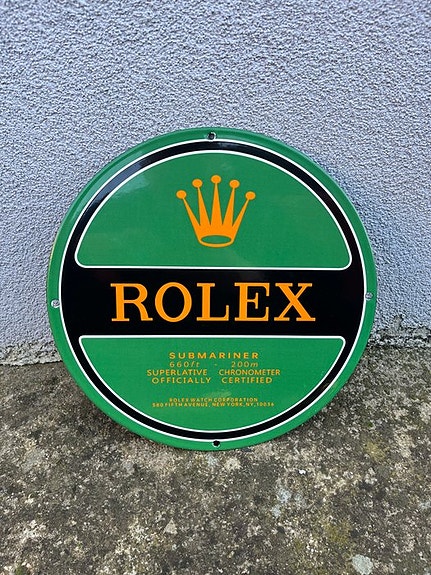 ROLEX
SUBMARINER
660ft - 200m
SUPERLATIVE CHRONOMETER
OFFICIALLY CERTIFIED
ROLEX WATCH CORPORATION
580 FIFTH AVENUE, NEW YORK, NY, 10036